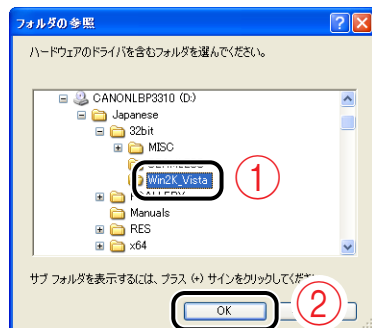 フォルダの参照
ハードウェアのドライバを含むフォルダを選んでください。
CANONLBP3310 (D:)
Japanese
32bit
MISC
Win2K_Vista
Manuals
RES
x64
サブ フォルダを表示するには、プラス (+) サインをクリックしてくだ
OK
1
2